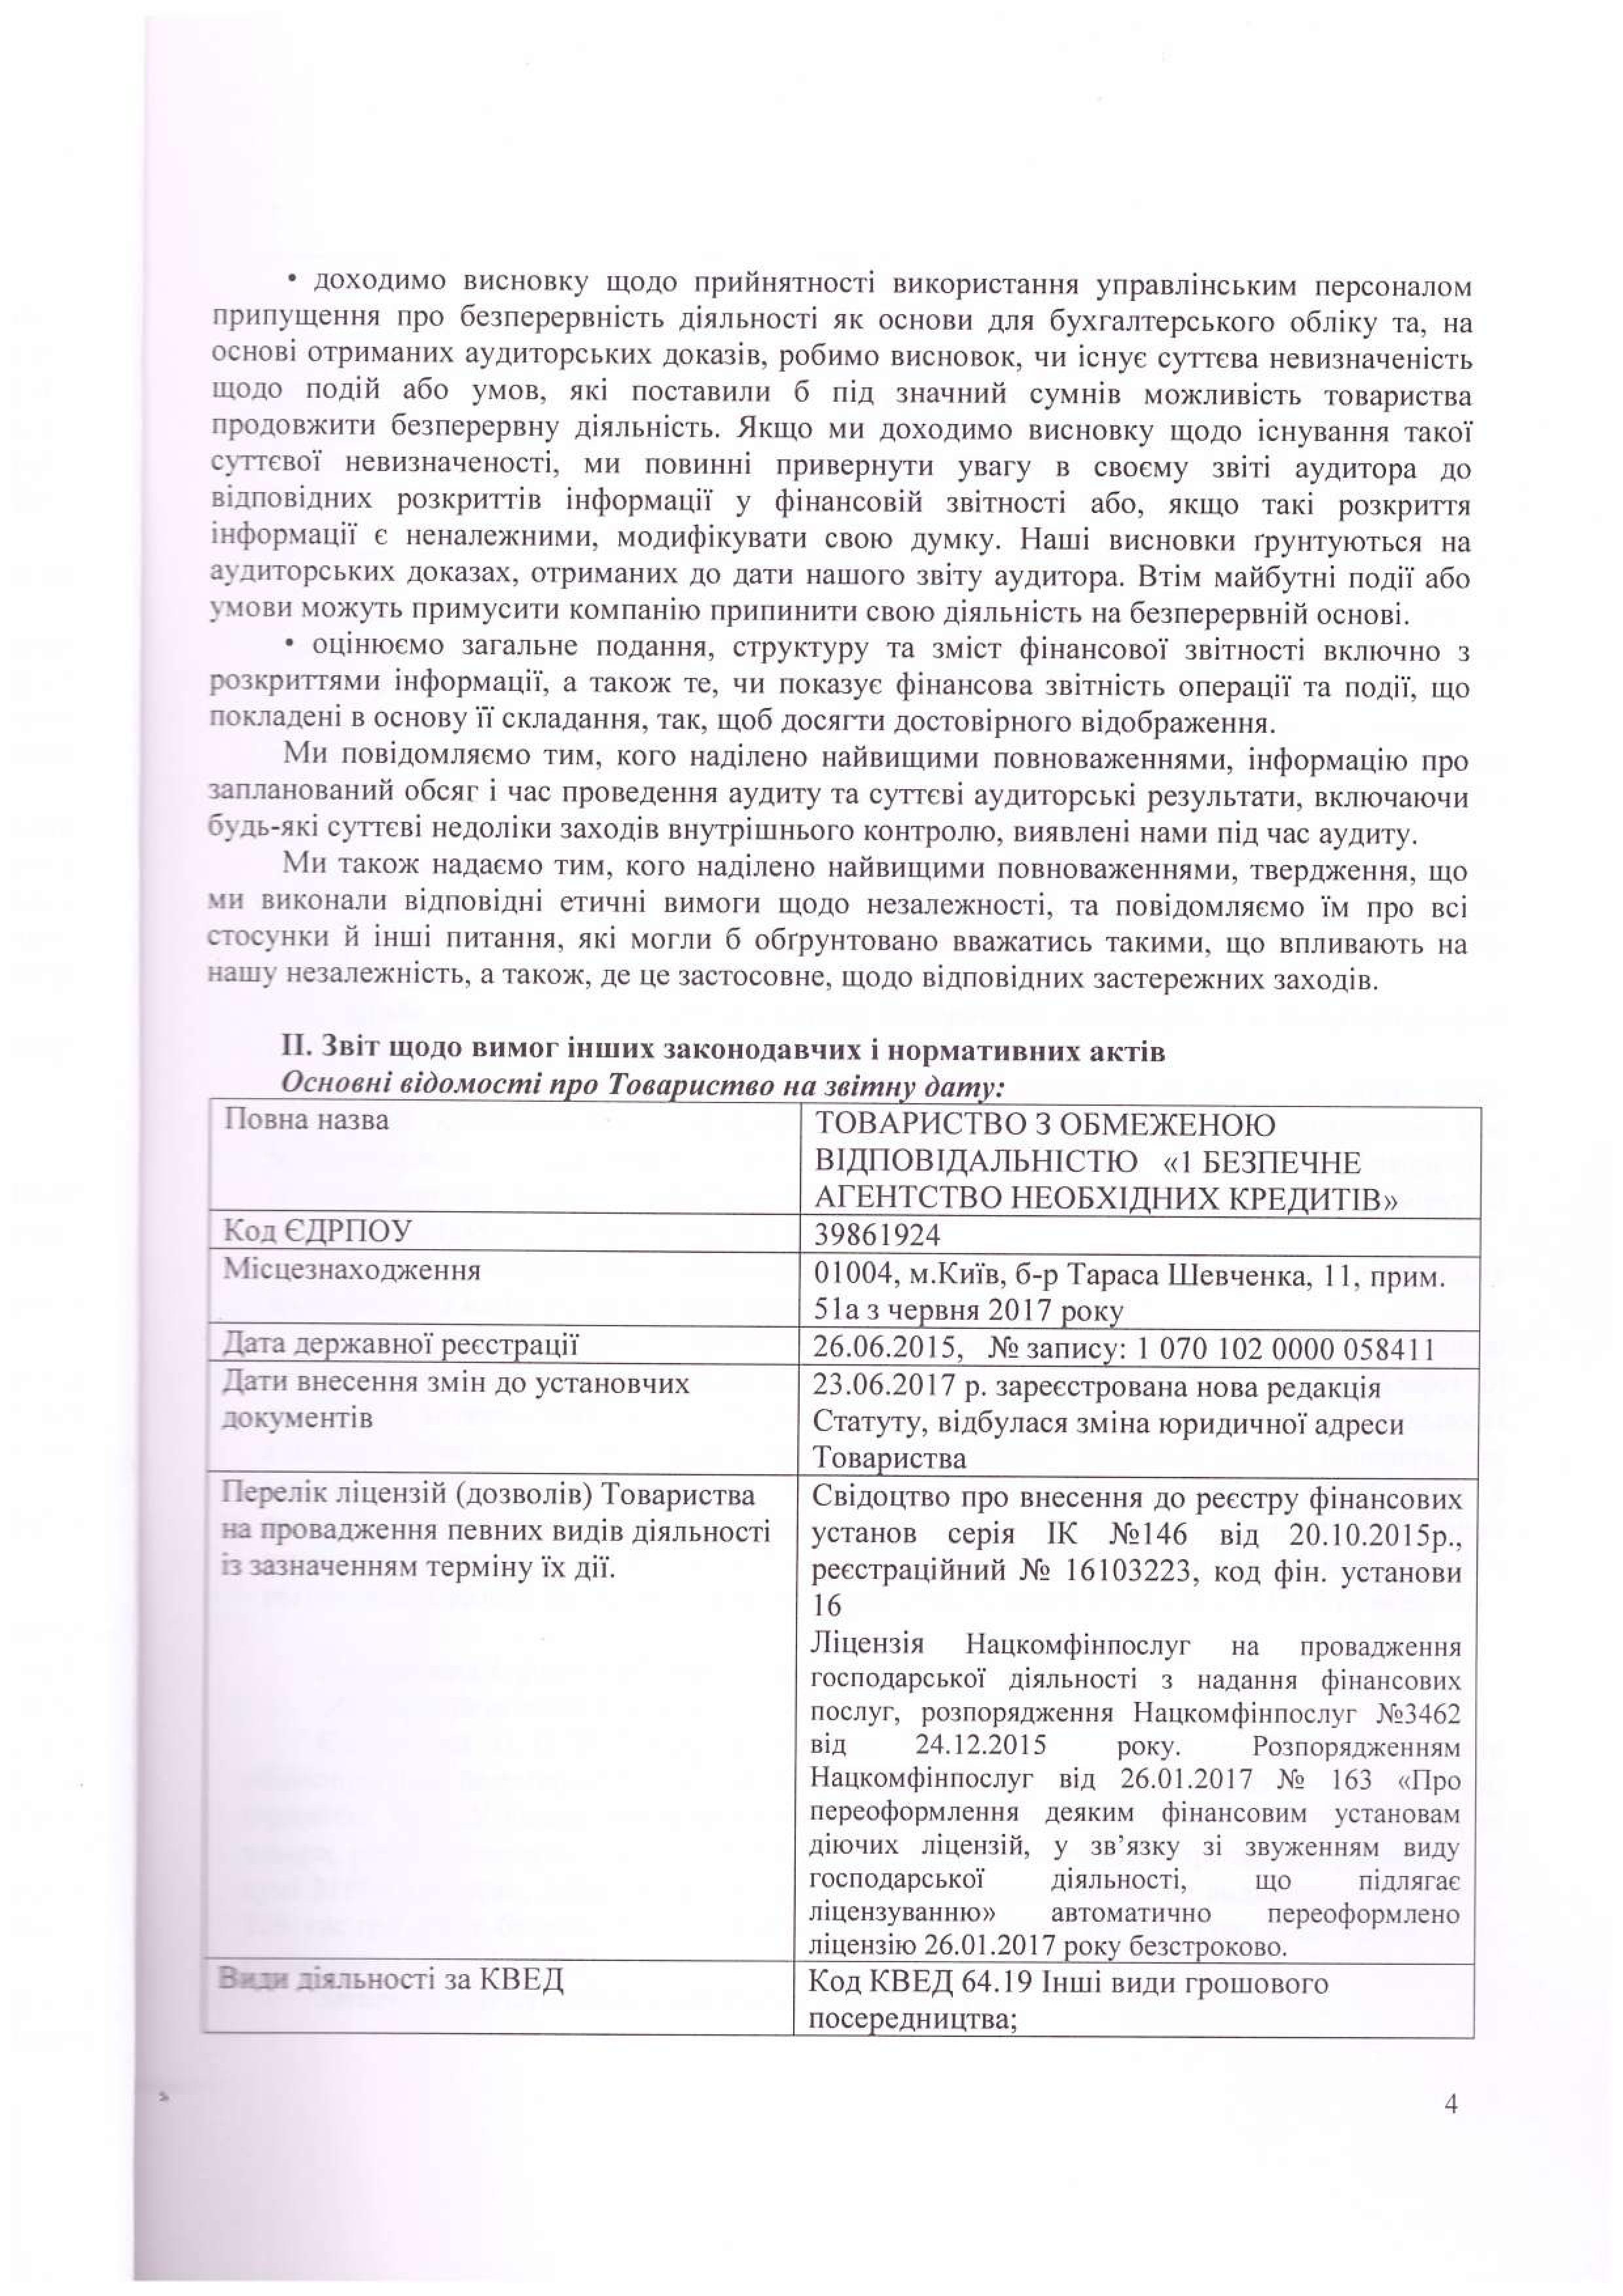 • доходимо висновку щодо прийнятності використання управлінським персоналом
припущення про безперервність діяльності як основи для бухгалтерського обліку та, на
основі отриманих аудиторських доказів, робимо висновок, чи існує суттєва невизначеність
щодо подій або умов, які поставили б під значний сумнів можливість товариства
продовжити безперервну діяльність. Якщо ми доходимо висновку щодо існування такої
суттєвої невизначеності, ми повинні привернути увагу в своєму звіті аудитора до
відповідних розкриттів інформації у фінансовій звітності або, якщо такі розкриття
інформації є неналежними, модифікувати свою думку. Наші висновки ґрунтуються на
аудиторських доказах, отриманих до дати нашого звіту аудитора. Втім майбутні події або
умови можуть примусити компанію припинити свою діяльність на безперервній основі.
• оцінюємо загальне подання, структуру та зміст фінансової звітності включно з
розкриттями інформації, а також те, чи показує фінансова звітність операції та події, що
покладені в основу її складання, так, щоб досягти достовірного відображення.
Ми повідомляємо тим, кого наділено найвищими повноваженнями, інформацію про
запланований обсяг і час проведення аудиту та суттєві аудиторські результати, включаючи
будь-які суттєві недоліки заходів внутрішнього контролю, виявлені нами під час аудиту.
Ми також надаємо тим, кого наділено найвищими повноваженнями, твердження, що
ми виконали відповідні етичні вимоги щодо незалежності, та повідомляємо їм про всі
стосунки й інші питання, які могли б обґрунтовано вважатись такими, що впливають на
нашу незалежність, а також, де це застосовне, щодо відповідних застережних заходів.
ІІ. Звіт щодо вимог інших законодавчих і нормативних актів
Основні відомості про Товариство на звітну дату:
Повна назва
ТОВАРИСТВО З ОБМЕЖЕНОЮ
ВІДПОВІДАЛЬНІСТЮ «1 БЕЗПЕЧНЕ
АГЕНТСТВО НЕОБХІДНИХ КРЕДИТІВ»
Код ЄДРПОУ
39861924
Місцезнаходження
01004, м.Київ, б-р Тараса Шевченка, 11, прим.
51а з червня 2017 року
Дата державної реєстрації
26.06.2015, № запису: 1 070 102 0000 058411
Дати внесення змін до установчих
документів
23.06.2017 р. зареєстрована нова редакція
Статуту, відбулася зміна юридичної адреси
Товариства
Перелік ліцензій (дозволів) Товариства
на провадження певних видів діяльності
із зазначенням терміну їх дії.
Свідоцтво про внесення до реєстру фінансових
установ серія ІК №146 від 20.10.2015р.,
реєстраційний № 16103223, код фін. установи
16
Ліцензія Нацкомфінпослуг на провадження
господарської діяльності з надання фінансових
послуг, розпорядження Нацкомфінпослуг №3462
від 24.12.2015 року. Розпорядженням
Нацкомфінпослуг від 26.01.2017 № 163 «Про
переоформлення деяким фінансовим установам
діючих ліцензій, у зв’язку зі звуженням виду
господарської діяльності, що підлягає
ліцензуванню» автоматично переоформлено
ліцензію 26.01.2017 року безстроково.
Види діяльності за КВЕД
Код КВЕД 64.19 Інші види грошового
посередництва;
4